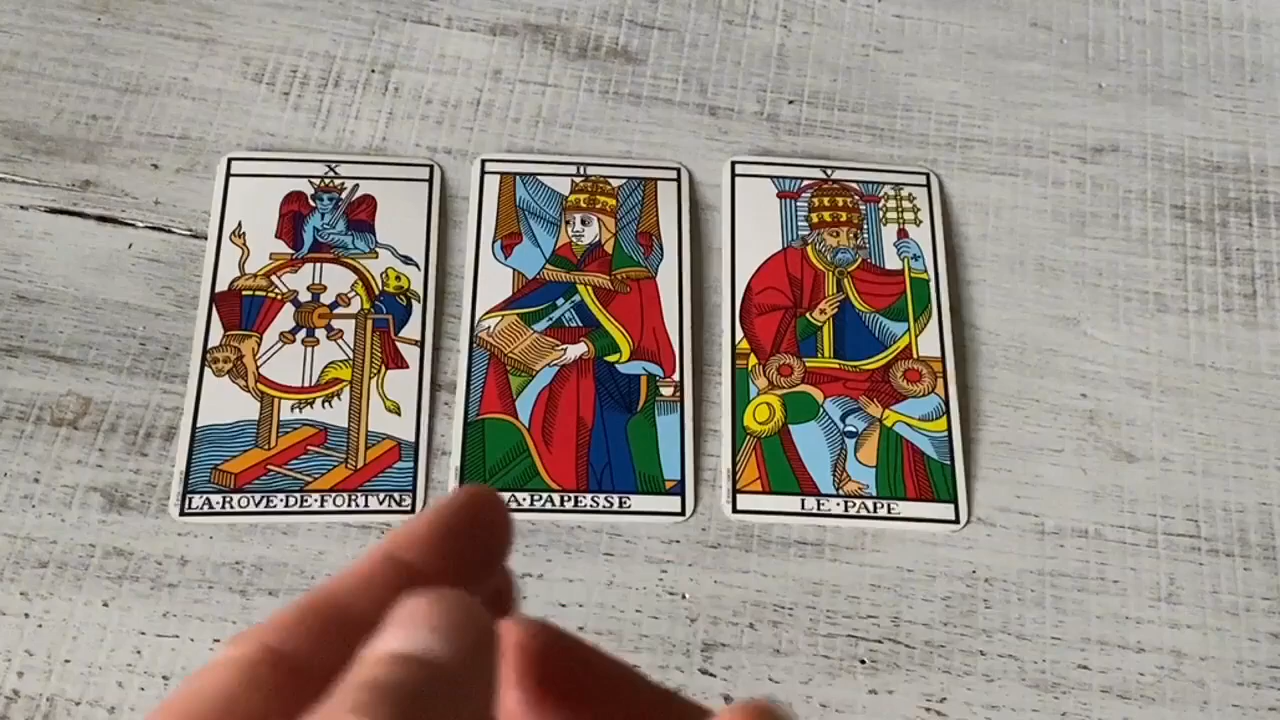 X
II
V
LA·ROVE·DE·FORTVNE
A·PAPESSE
LE·PAPE